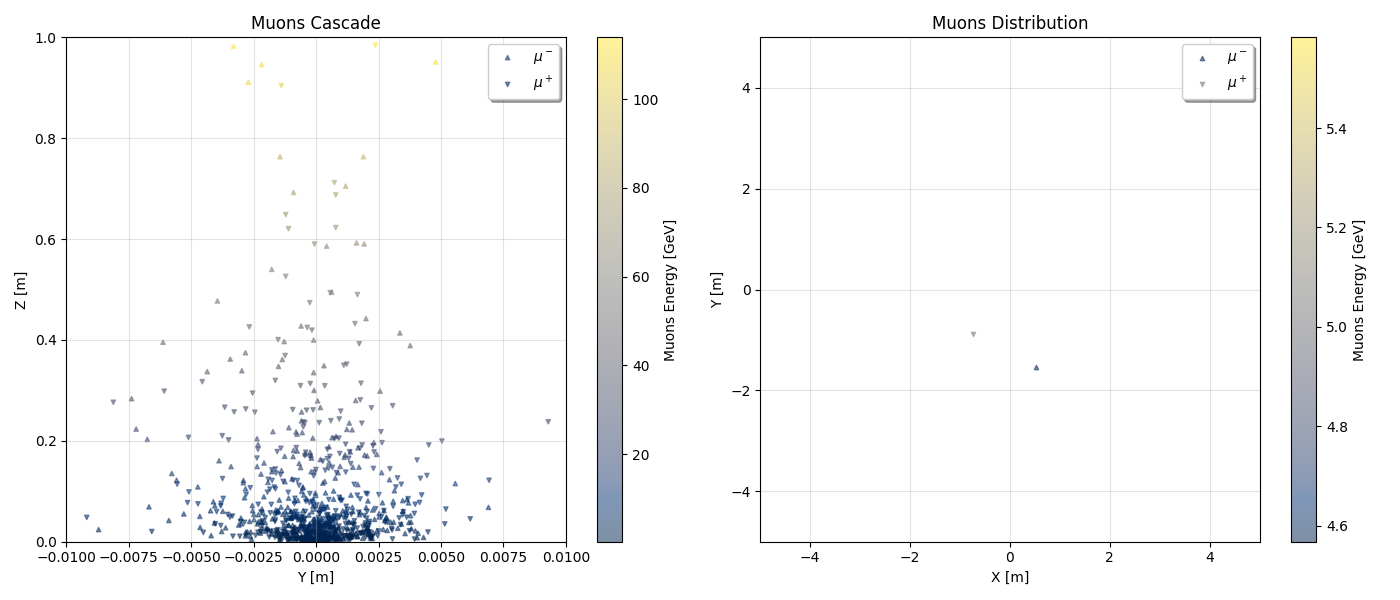 Muons Cascade
1.0
0.8
0.6
0.4
0.2
0.0
Z [m]
−0.0100
−0.0075
−0.0050
−0.0025
0.0000
0.0025
0.0050
0.0075
0.0100
Y [m]
μ⁻
μ⁺
100
80
60
40
20
Muons Energy [GeV]
Muons Distribution
4
2
0
−2
−4
Y [m]
−4
−2
0
2
4
X [m]
μ⁻
μ⁺
5.4
5.2
5.0
4.8
4.6
Muons Energy [GeV]